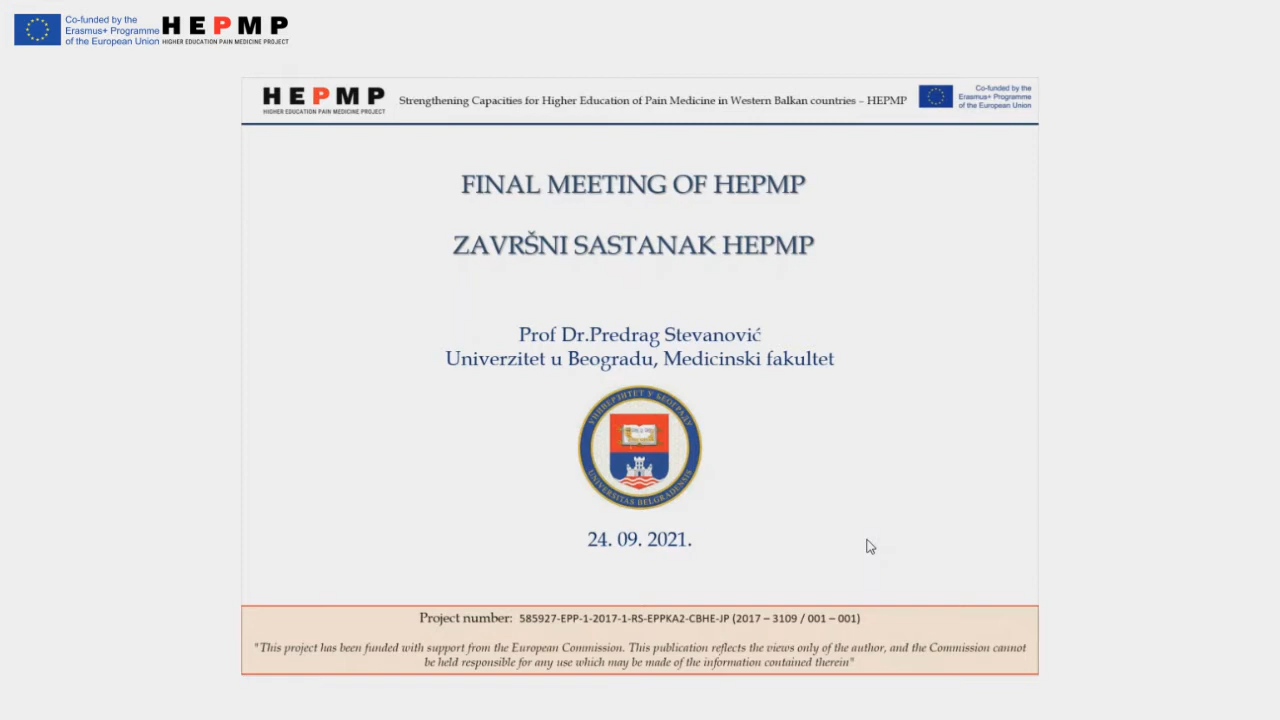 Co-funded by the
Erasmus+ Programme
of the European Union
HEPMP
HIGHER EDUCATION PAIN MEDICINE PROJECT
HEPMP
HIGHER EDUCATION PAIN MEDICINE PROJECT
Strengthening Capacities for Higher Education of Pain Medicine in Western Balkan countries – HEPMP
Co-funded by the
Erasmus+ Programme
of the European Union
FINAL MEETING OF HEPMP
ZAVRŠNI SASTANAK HEPMP
Prof Dr.Predrag Stevanović
Univerzitet u Beogradu, Medicinski fakultet
УНИВЕРЗИТЕТ У БЕОГРАДУ
UNIVERSITAS BELGRADENSIS
24. 09. 2021.
Project number: 585927-EPP-1-2017-1-RS-EPPKA2-CBHE-JP (2017 – 3109 / 001 – 001)
"This project has been funded with support from the European Commission. This publication reflects the views only of the author, and the Commission cannot
be held responsible for any use which may be made of the information contained therein"